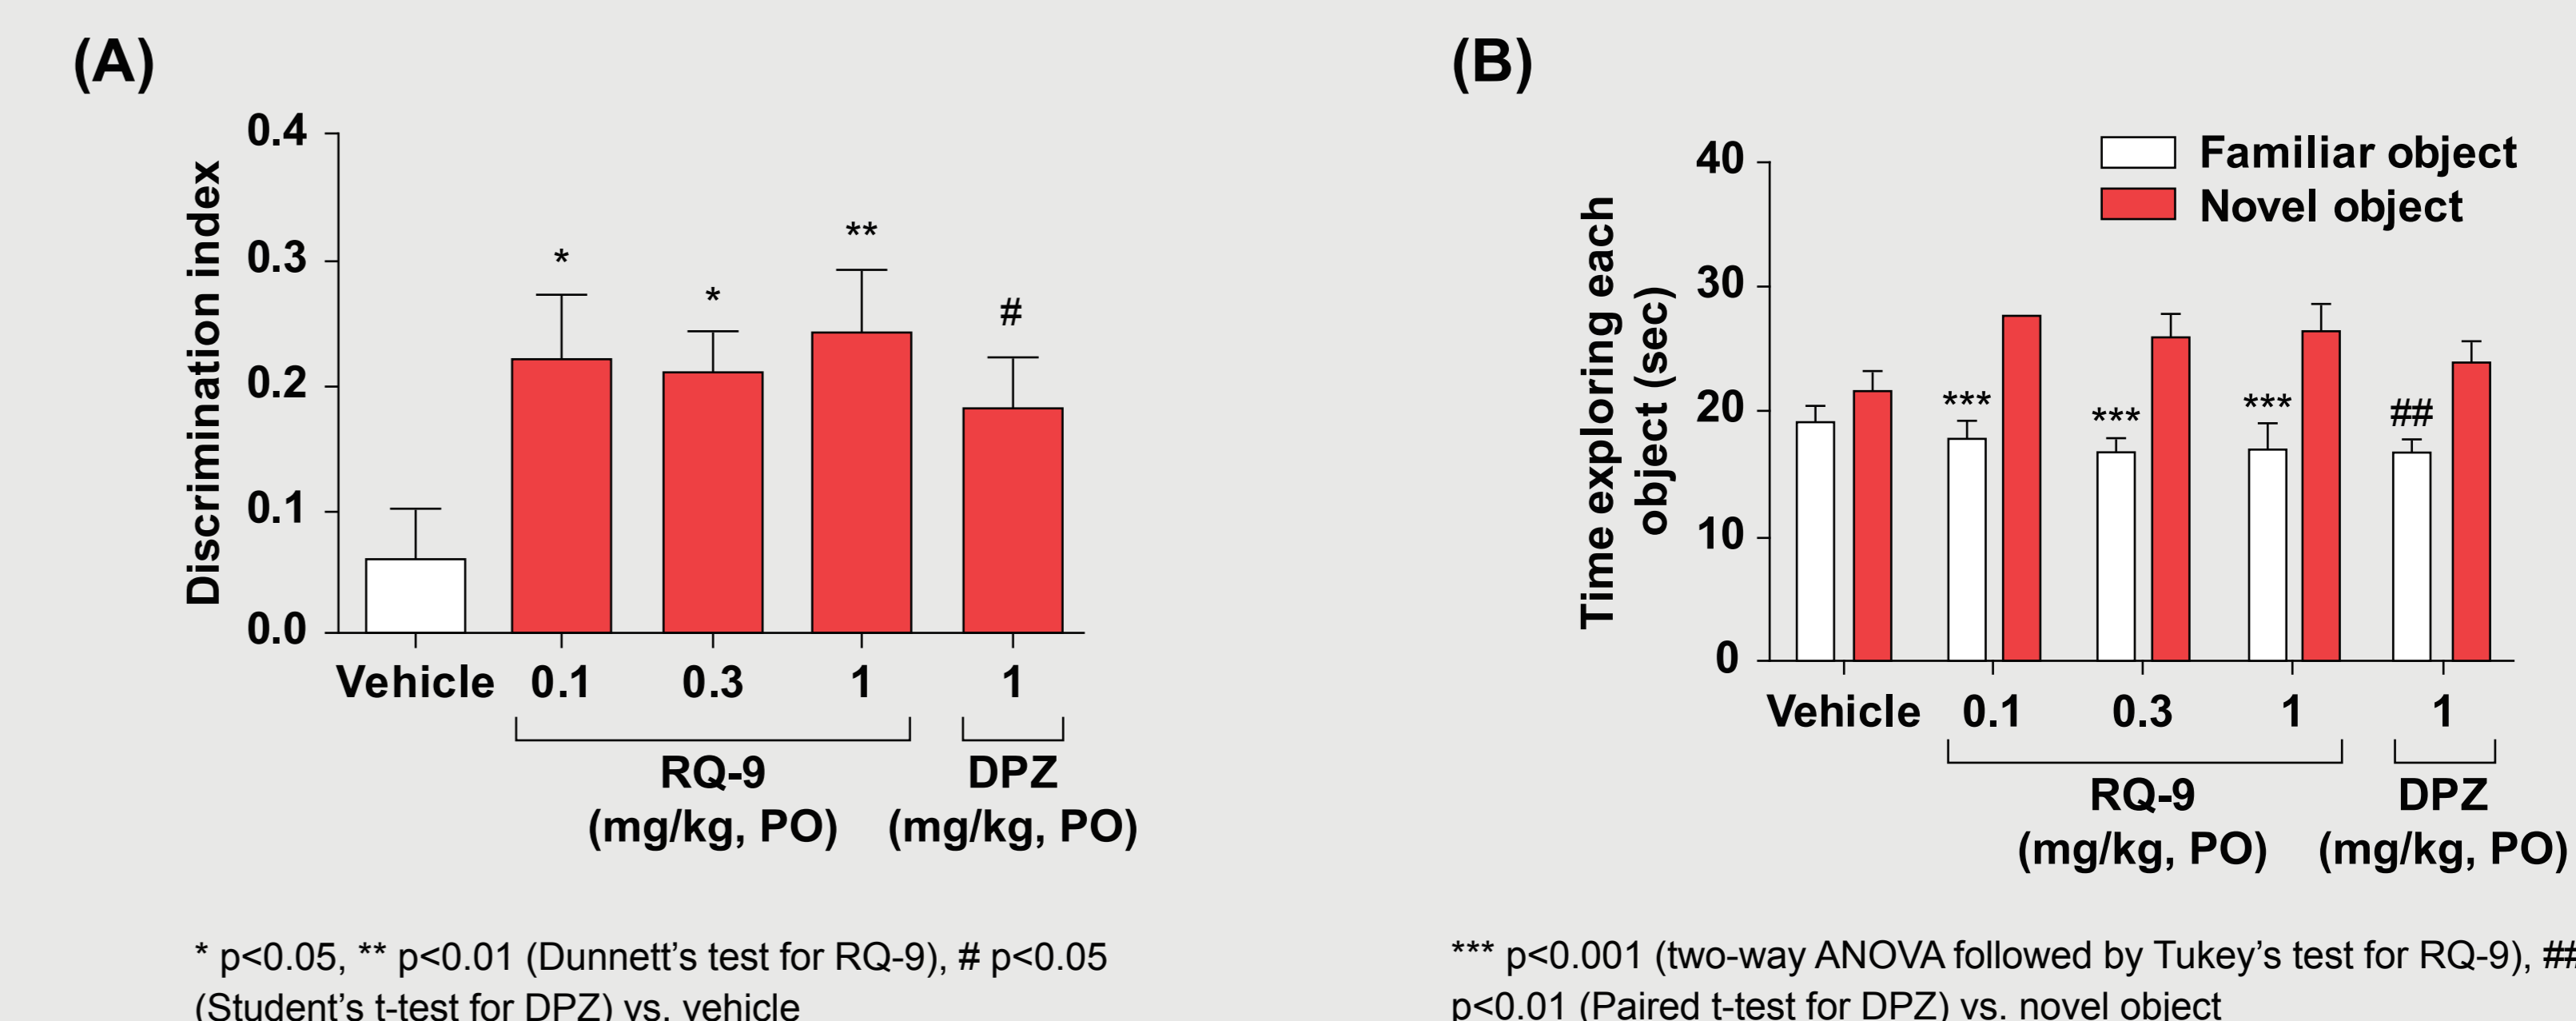 (A)
0.4
0.3
0.2
0.1
0.0
Discrimination index
*
*
**
#
Vehicle 0.1 0.3 1 1
RQ-9 DPZ
(mg/kg, PO) (mg/kg, PO)
* p<0.05, ** p<0.01 (Dunnett's test for RQ-9), # p<0.05
(Student's t-test for DPZ) vs. vehicle
(B)
Familiar object
Novel object
40
30
20
10
0
Time exploring each
object (sec)
*** *** *** ##
Vehicle 0.1 0.3 1 1
RQ-9 DPZ
(mg/kg, PO) (mg/kg, PO)
*** p<0.001 (two-way ANOVA followed by Tukey's test for RQ-9), ##
p<0.01 (Paired t-test for DPZ) vs. novel object